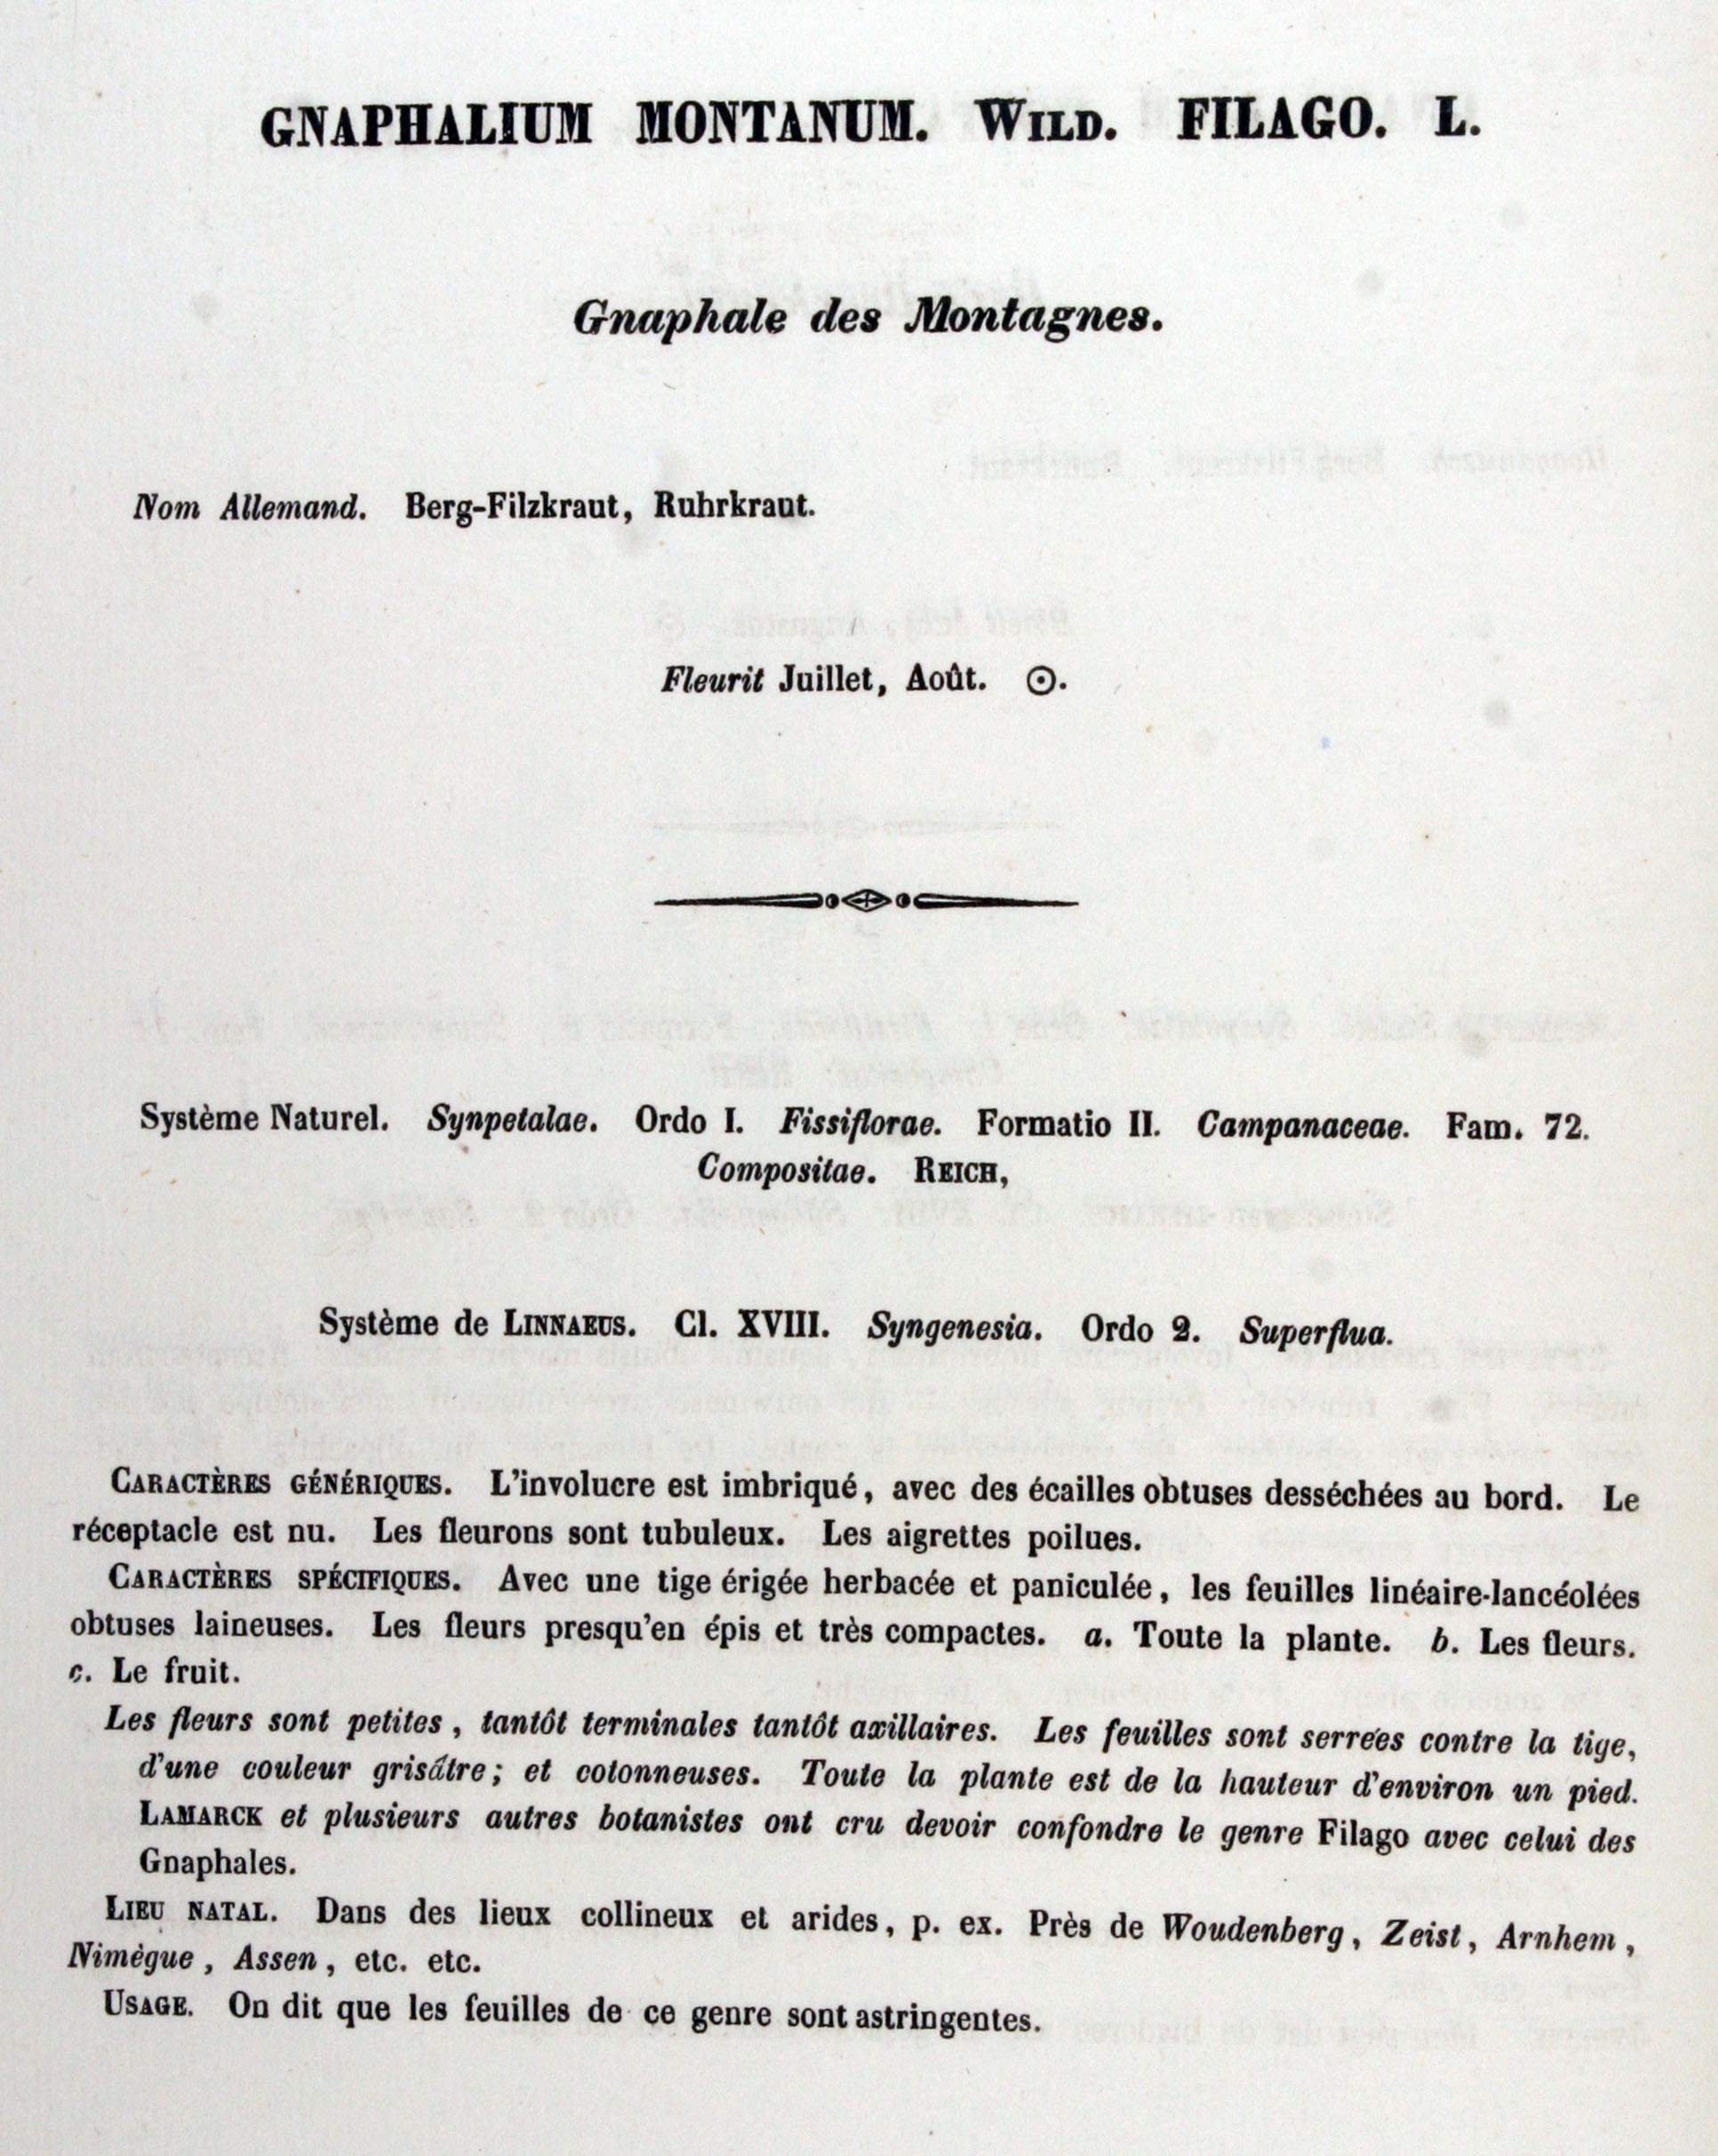 GNAPHALIUM MONTANUM. WILD. FILAGO. L.
Gnaphale des Montagnes.
Nom Allemand. Berg-Filzkraut, Ruhrkraut.
Fleurit Juillet, Août. ⊙.
Système Naturel. Synpetalae. Ordo I. Fissiflorae. Formatio II. Campanaceae. Fam. 72.
Compositae. REICH,
Système de LINNAEUS. Cl. XVIII. Syngenesia. Ordo 2. Superflua.
CARACTÈRES GÉNÉRIQUES. L'involucre est imbriqué, avec des écailles obtuses desséchées au bord. Le
réceptacle est nu. Les fleurons sont tubuleux. Les aigrettes poilues.
CARACTÈRES SPÉCIFIQUES. Avec une tige érigée herbacée et paniculée, les feuilles linéaire-lancéolées
obtuses laineuses. Les fleurs presqu'en épis et très compactes. a. Toute la plante. b. Les fleurs.
c. Le fruit.
Les fleurs sont petites, tantôt terminales tantôt axillaires. Les feuilles sont serrées contre la tige,
d'une couleur grisâtre; et cotonneuses. Toute la plante est de la hauteur d'environ un pied.
LAMARCK et plusieurs autres botanistes ont cru devoir confondre le genre Filago avec celui des
Gnaphales.
LIEU NATAL. Dans des lieux collineux et arides, p. ex. Près de Woudenberg, Zeist, Arnhem,
Nimègue, Assen, etc. etc.
USAGE. On dit que les feuilles de ce genre sont astringentes.